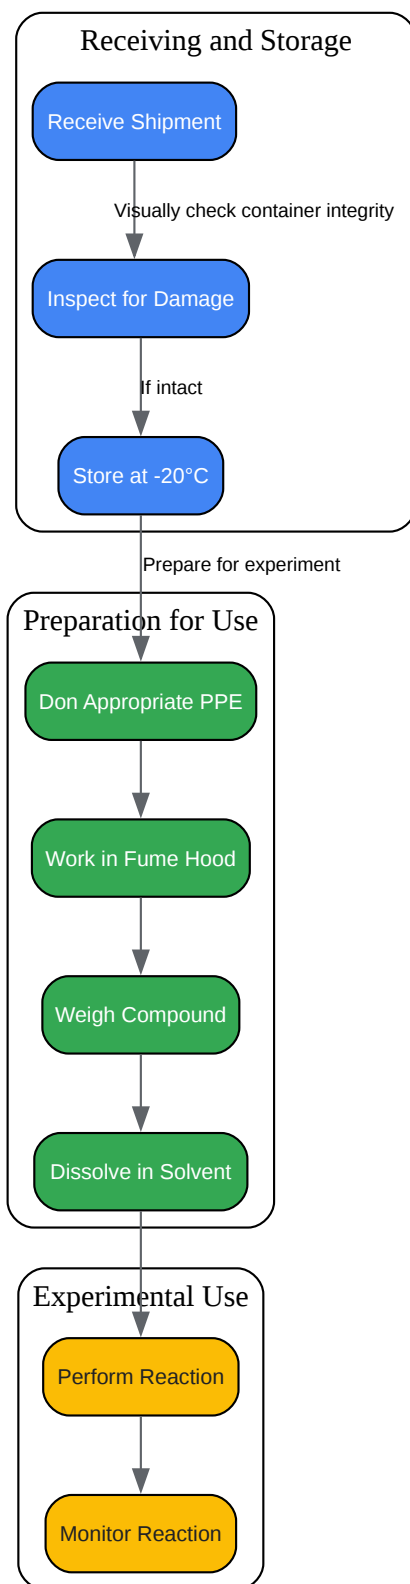 Receiving and Storage
Receive Shipment
Visually check container integrity
Inspect for Damage
If intact
Store at -20°C
Prepare for experiment
Preparation for Use
Don Appropriate PPE
Work in Fume Hood
Weigh Compound
Dissolve in Solvent
Experimental Use
Perform Reaction
Monitor Reaction